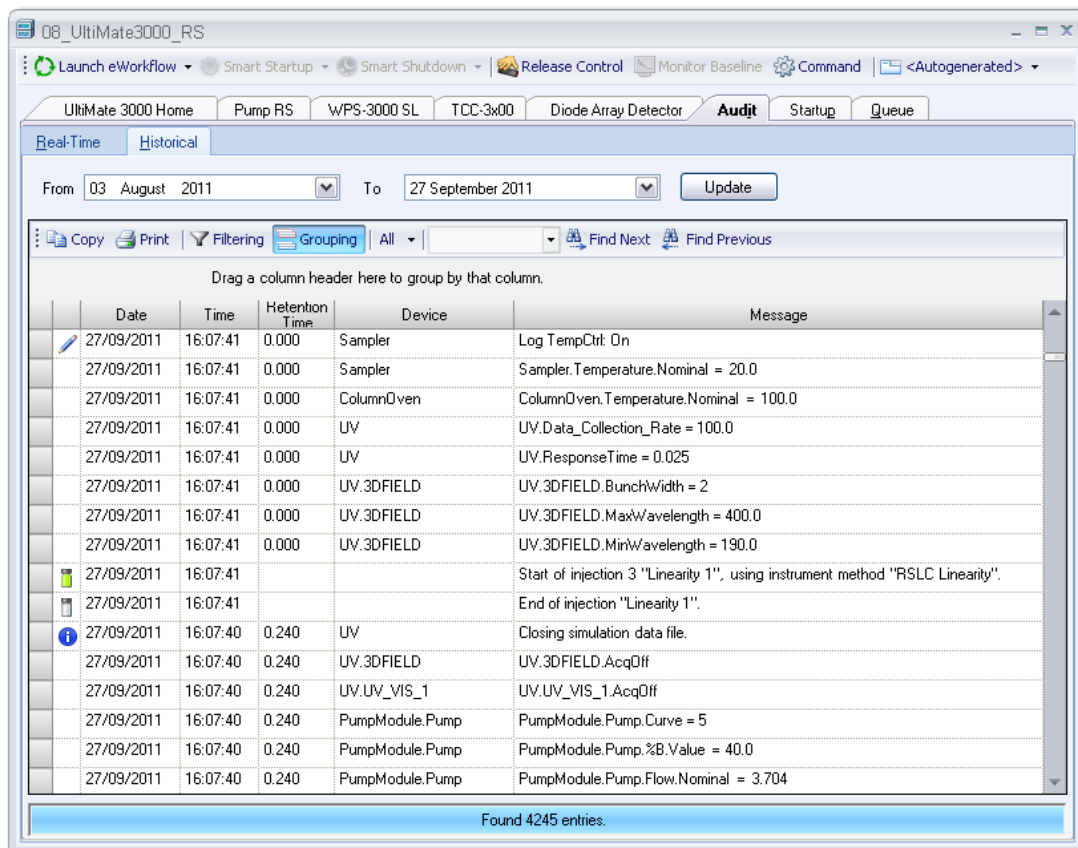 08_UltiMate3000_RS
Launch eWorkflow Smart Startup Smart Shutdown Release Control Monitor Baseline Command <Autogenerated>
UltiMate 3000 Home Pump RS WPS-3000 SL TCC-3x00 Diode Array Detector Audit Startup Queue
Real-Time Historical
From 03 August 2011 To 27 September 2011 Update
Copy Print Filtering Grouping All Find Next Find Previous
Drag a column header here to group by that column.
Date Time Retention Time Device Message
27/09/2011 16:07:41 0.000 Sampler Log TempCtrl: On
27/09/2011 16:07:41 0.000 Sampler Sampler.Temperature.Nominal = 20.0
27/09/2011 16:07:41 0.000 ColumnOven ColumnOven.Temperature.Nominal = 100.0
27/09/2011 16:07:41 0.000 UV UV.Data_Collection_Rate = 100.0
27/09/2011 16:07:41 0.000 UV UV.ResponseTime = 0.025
27/09/2011 16:07:41 0.000 UV.3DFIELD UV.3DFIELD.BunchWidth = 2
27/09/2011 16:07:41 0.000 UV.3DFIELD UV.3DFIELD.MaxWavelength = 400.0
27/09/2011 16:07:41 0.000 UV.3DFIELD UV.3DFIELD.MinWavelength = 190.0
27/09/2011 16:07:41 Start of injection 3 "Linearity 1", using instrument method "RSLC Linearity".
27/09/2011 16:07:41 End of injection "Linearity 1".
27/09/2011 16:07:40 0.240 UV Closing simulation data file.
27/09/2011 16:07:40 0.240 UV.3DFIELD UV.3DFIELD.AcqOff
27/09/2011 16:07:40 0.240 UV.UV_VIS_1 UV.UV_VIS_1.AcqOff
27/09/2011 16:07:40 0.240 PumpModule.Pump PumpModule.Pump.Curve = 5
27/09/2011 16:07:40 0.240 PumpModule.Pump PumpModule.Pump.%B.Value = 40.0
27/09/2011 16:07:40 0.240 PumpModule.Pump PumpModule.Pump.Flow.Nominal = 3.704
Found 4245 entries.